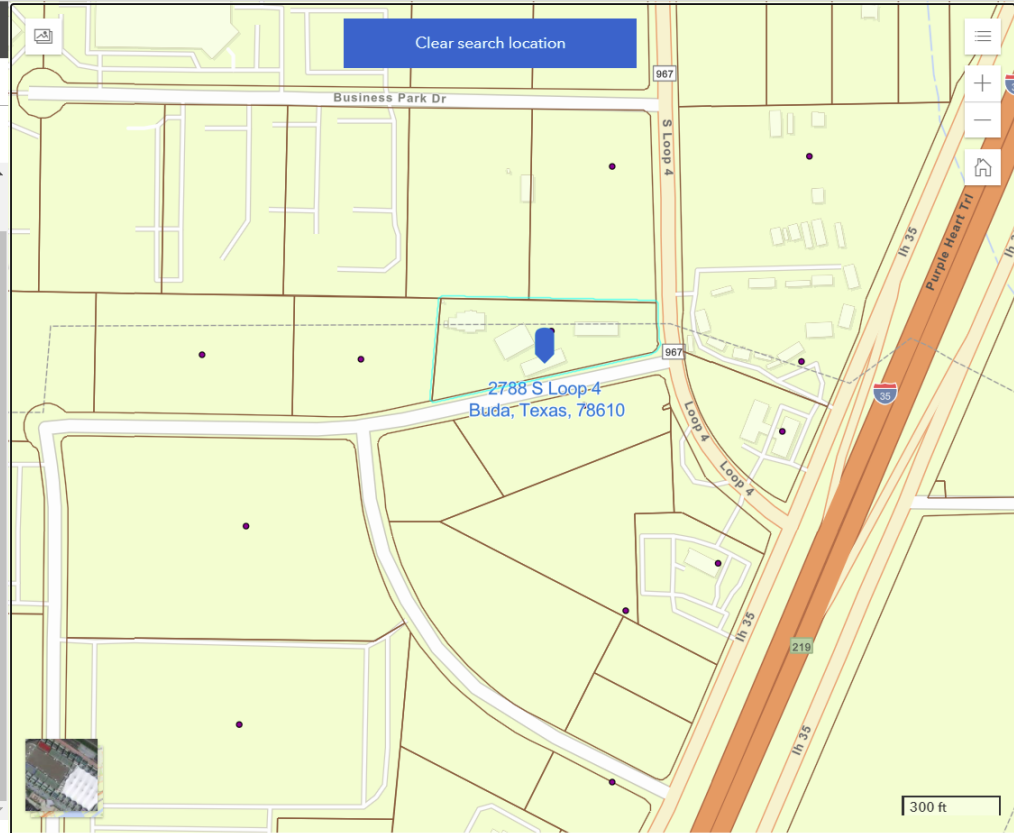 Clear search location
967
Business Park Dr
S Loop 4
Ih 35
Purple Heart Trl
967
2788 S Loop 4
Buda, Texas, 78610
35
Loop 4
Loop 4
219
Ih 35
Ih 35
300 ft